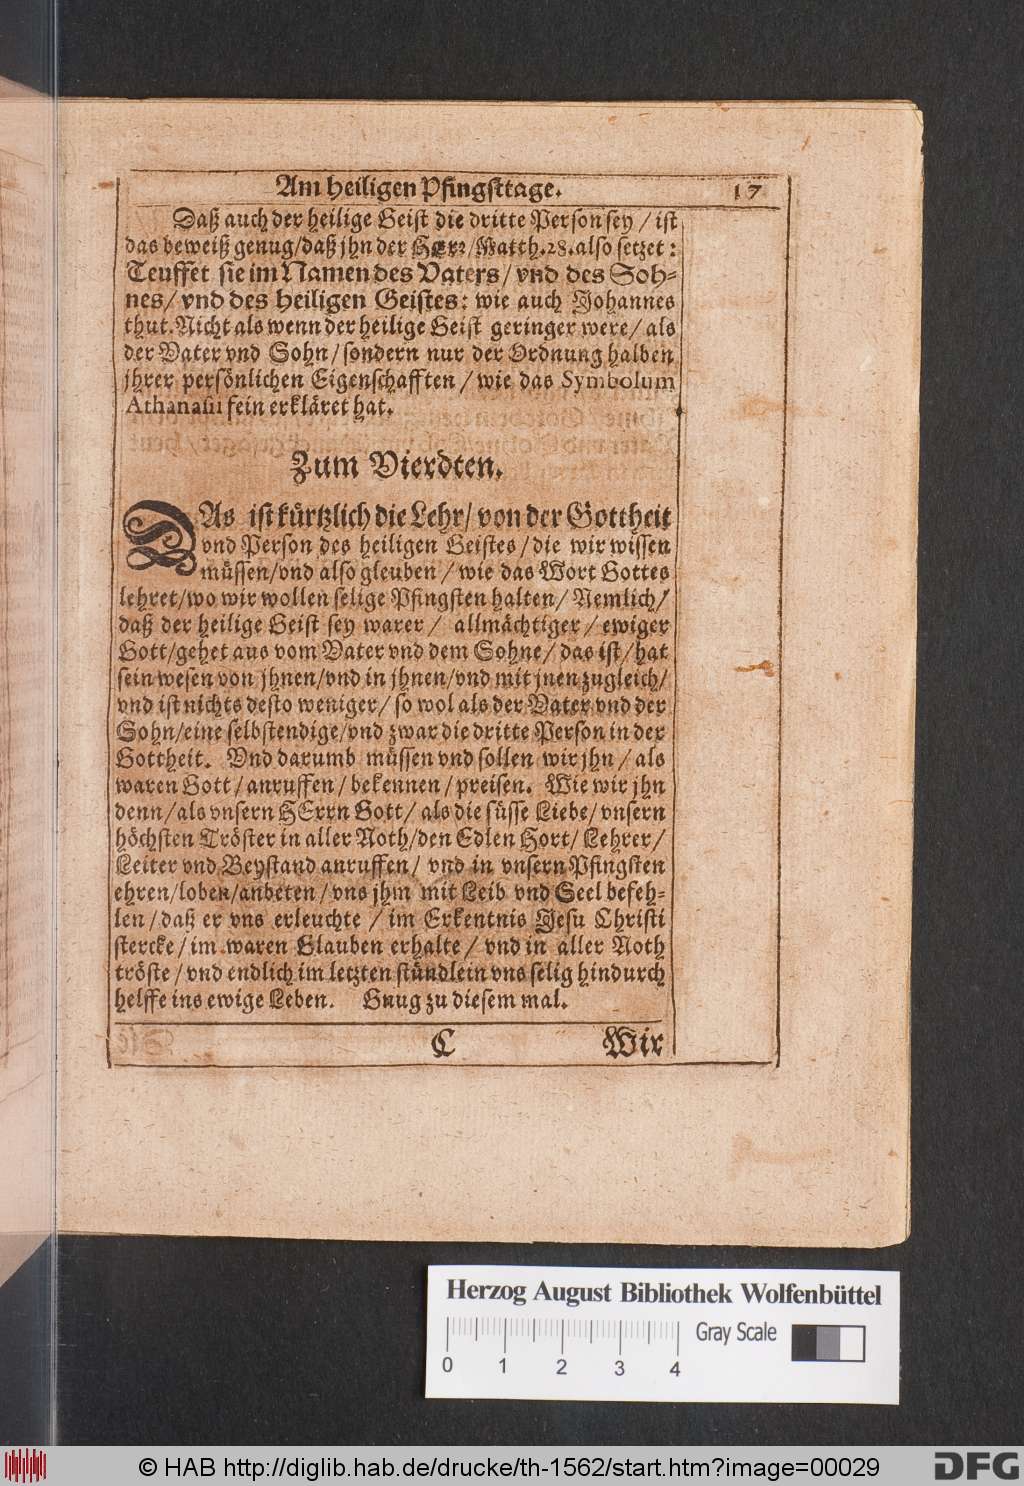 Am heiligen Pfingsttage. 17
Daß auch der heilige Geist die dritte Person sey / ist
das beweiß genug/daß jhn der HErr/Matth.28.also setzet:
Teuffet sie im Namen des Vaters/ vnd des Soh-
nes/ vnd des heiligen Geistes: wie auch Johannes
thut. Nicht als wenn der heilige Geist geringer were/ als
der Vater vnd Sohn/ sondern nur der Ordnung halben
jhrer persönlichen Eigenschafften / wie das Symbolum
Athanasii fein erkläret hat.
Zum Vierdten.
DAs ist kürtzlich die Lehr/ von der Gottheit
vnd Person des heiligen Geistes / die wir wissen
müssen/vnd also gleuben / wie das Wort Gottes
lehret/wo wir wollen selige Pfingsten halten/ Nemlich/
daß der heilige Geist sey warer / allmächtiger / ewiger
Gott/gehet aus vom Vater vnd dem Sohne/ das ist/ hat
sein wesen von jhnen/vnd in jhnen/vnd mit jnen zugleich/
vnd ist nichts desto weniger/ so wol als der Vater vnd der
Sohn/eine selbstendige/vnd zwar die dritte Person in der
Gottheit. Vnd darumb müssen vnd sollen wir jhn / als
waren Gott / anruffen / bekennen / preisen. Wie wir jhn
denn / als vnsern HErrn Gott/ als die süsse Liebe/ vnsern
höchsten Tröster in aller Noth/den Edlen Hort/ Lehrer/
Leiter vnd Beystand anruffen/ vnd in vnsern Pfingsten
ehren/loben/anbeten / vns jhm mit Leib vnd Seel befeh-
len / daß er vns erleuchte / im Erkentnis Jesu Christi
stercke / im waren Glauben erhalte / vnd in aller Noth
tröste / vnd endlich im letzten stündlein vns selig hindurch
helffe ins ewige Leben. Gnug zu diesem mal.
C Wir
Herzog August Bibliothek Wolfenbüttel
Gray Scale
0 1 2 3 4
© HAB http://diglib.hab.de/drucke/th-1562/start.htm?image=00029
DFG